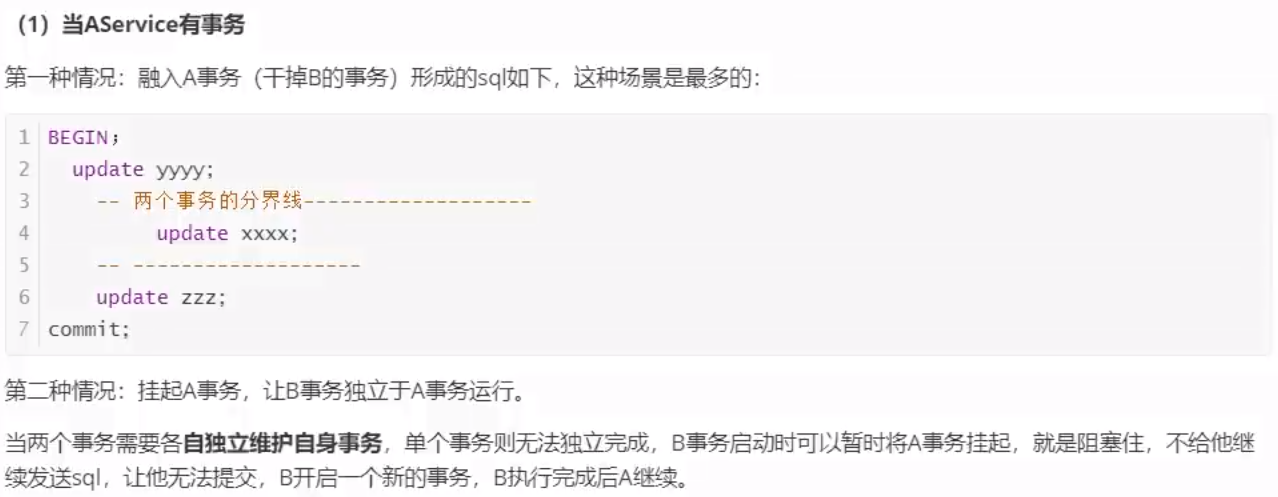 （1）当AService有事务
第一种情况：融入A事务（干掉B的事务）形成的sql如下，这种场景是最多的：
1 BEGIN；
2 update yyyy;
3 -- 两个事务的分界线-------------------
4 update xxxx;
5 -- -------------------
6 update zzz;
7 commit;
第二种情况：挂起A事务，让B事务独立于A事务运行。
当两个事务需要各自独立维护自身事务，单个事务则无法独立完成，B事务启动时可以暂时将A事务挂起，就是阻塞住，不给他继
续发送sql，让他无法提交，B开启一个新的事务，B执行完成后A继续。